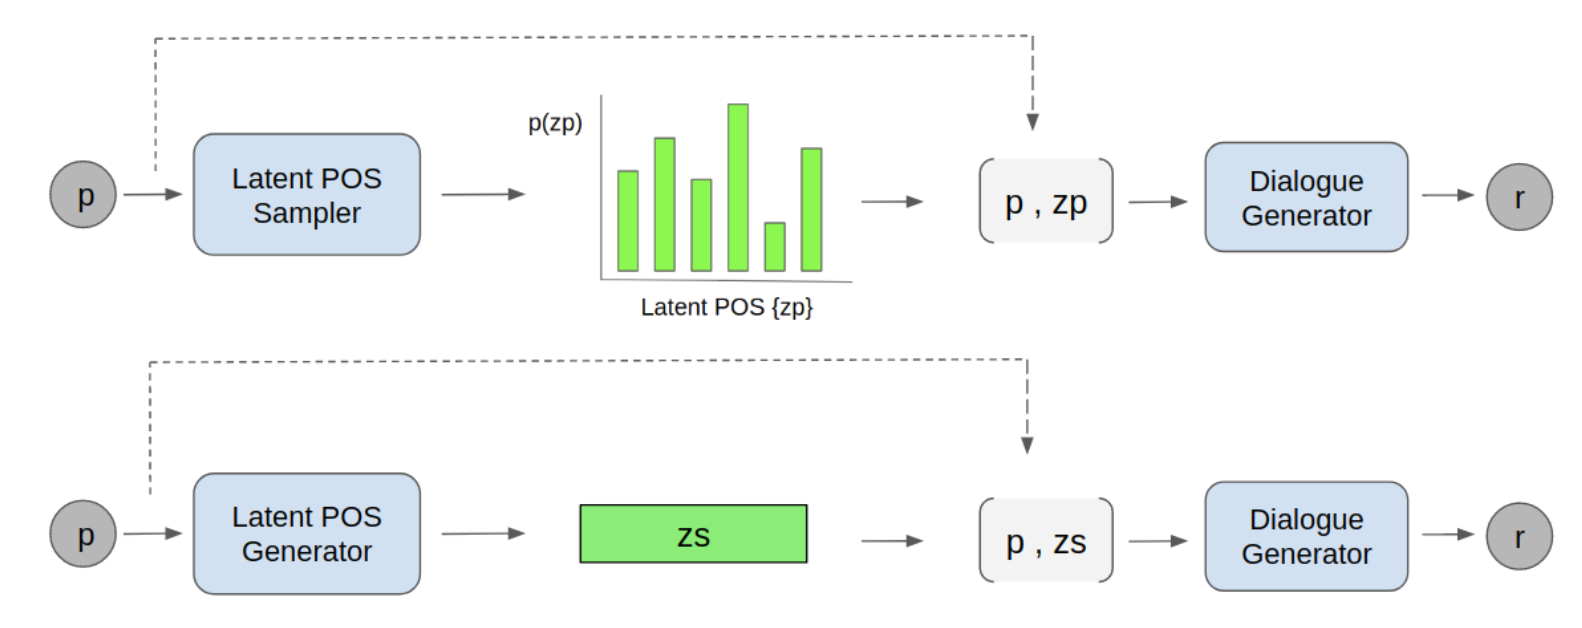 p
Latent POS
Sampler
p(zp)
Latent POS {zp}
p , zp
Dialogue
Generator
r
p
Latent POS
Generator
zs
p , zs
Dialogue
Generator
r